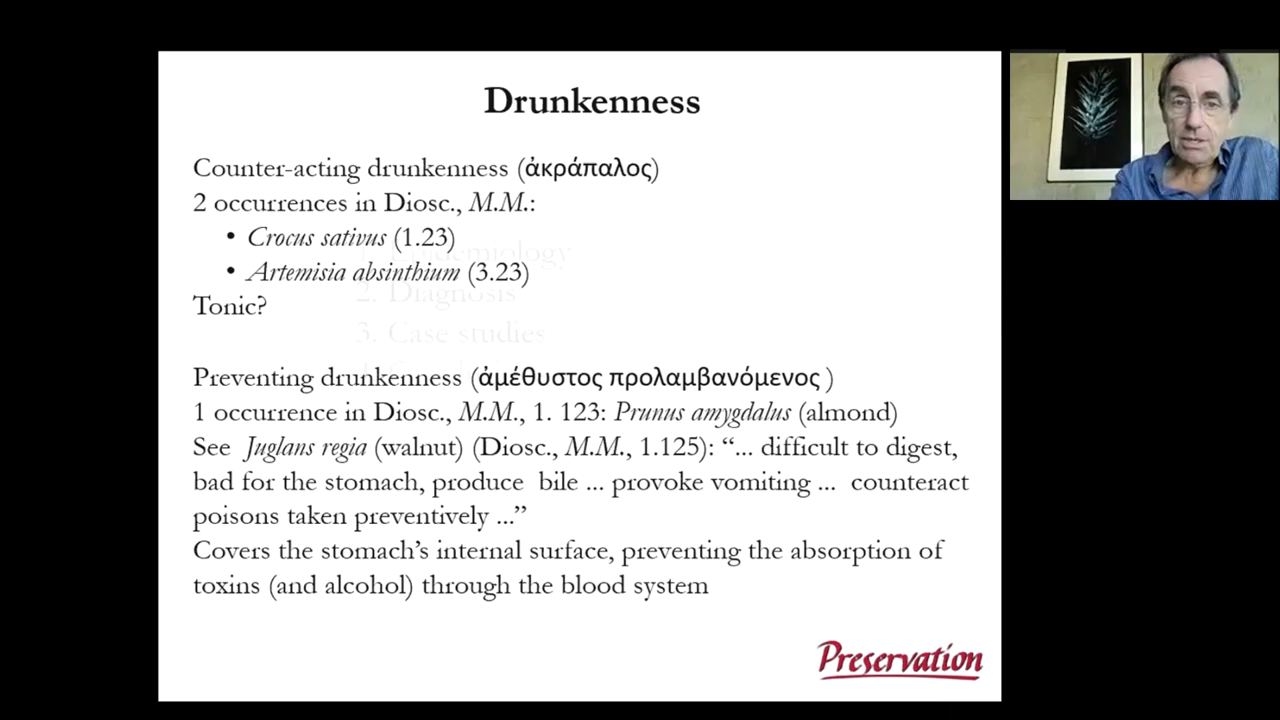 Drunkenness
Counter-acting drunkenness (ἀκράπαλος)
2 occurrences in Diosc., M.M.:
• Crocus sativus (1.23)
• Artemisia absinthium (3.23)
Tonic?
1. Epidemiology
2. Diagnosis
3. Case studies
Preventing drunkenness (ἀμέθυστος προλαμβανόμενος )
1 occurrence in Diosc., M.M., 1. 123: Prunus amygdalus (almond)
See Juglans regia (walnut) (Diosc., M.M., 1.125): “... difficult to digest,
bad for the stomach, produce bile ... provoke vomiting ... counteract
poisons taken preventively ...”
Covers the stomach’s internal surface, preventing the absorption of
toxins (and alcohol) through the blood system
Preservation